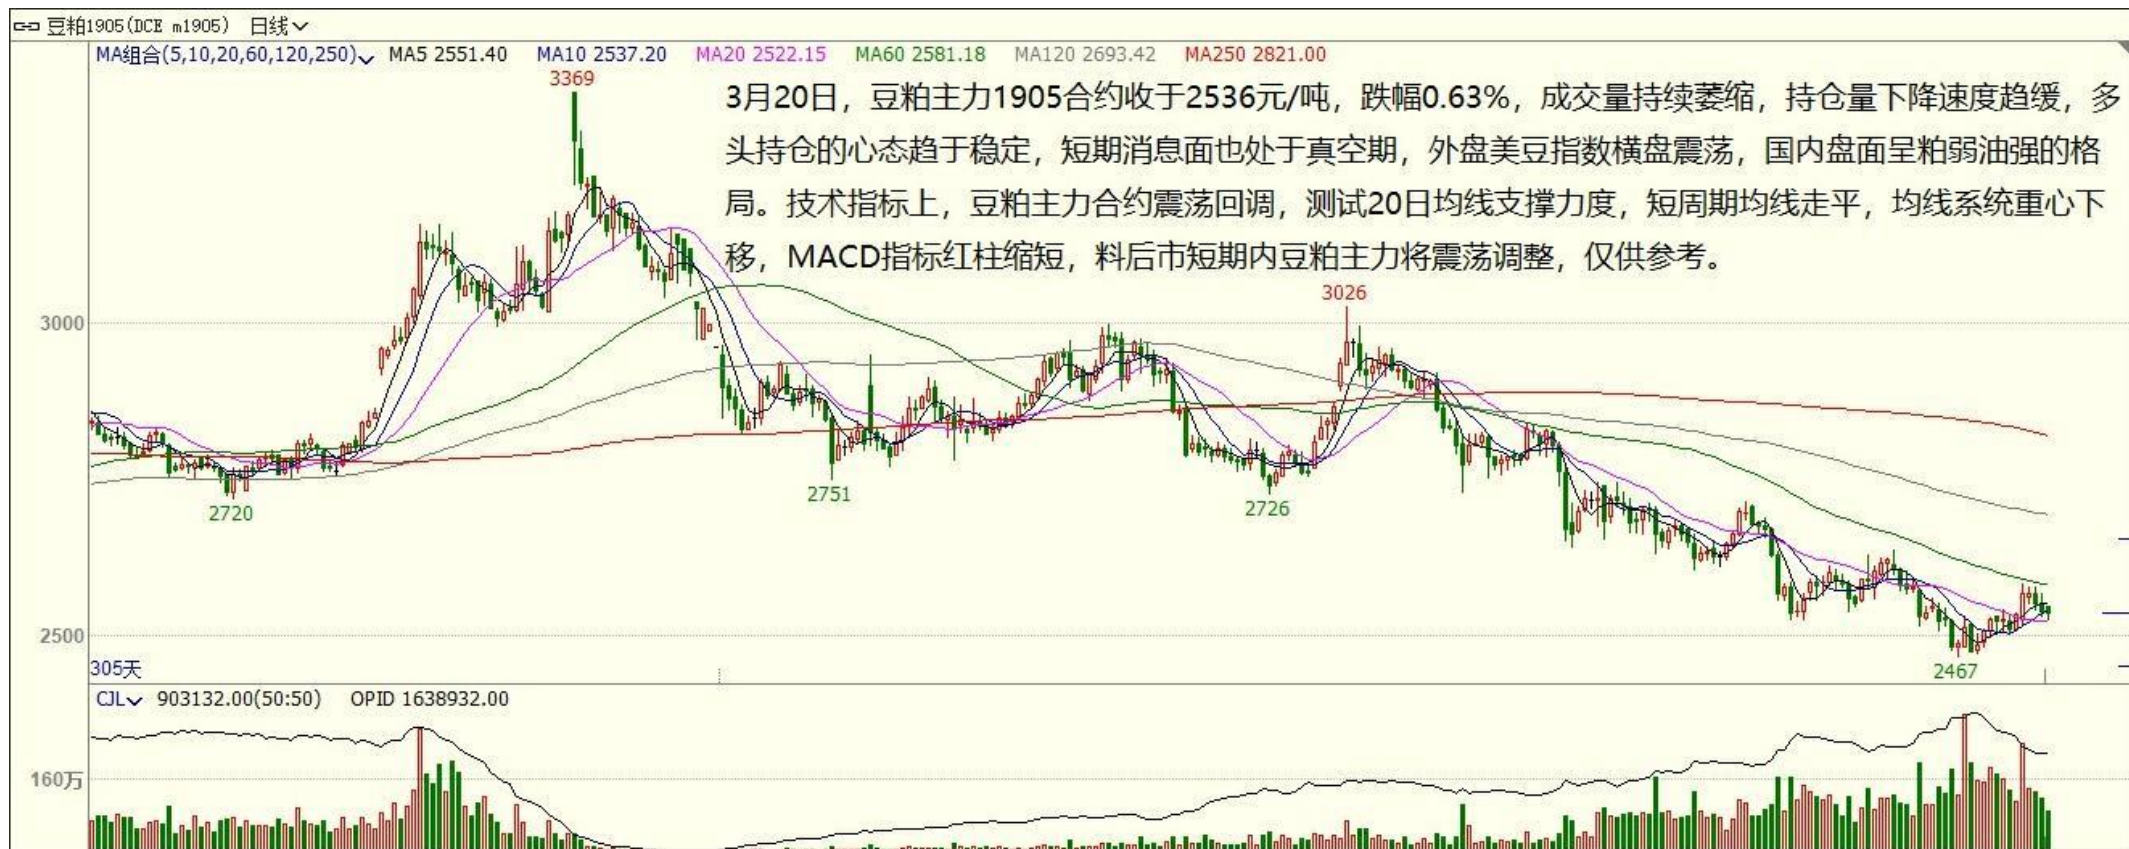 豆粕1905(DCE m1905) 日线
MA组合(5,10,20,60,120,250) MA5 2551.40 MA10 2537.20 MA20 2522.15 MA60 2581.18 MA120 2693.42 MA250 2821.00
3369
3月20日，豆粕主力1905合约收于2536元/吨，跌幅0.63%，成交量持续萎缩，持仓量下降速度趋缓，多
头持仓的心态趋于稳定，短期消息面也处于真空期，外盘美豆指数横盘震荡，国内盘面呈粕弱油强的格
局。技术指标上，豆粕主力合约震荡回调，测试20日均线支撑力度，短周期均线走平，均线系统重心下
移，MACD指标红柱缩短，料后市短期内豆粕主力将震荡调整，仅供参考。
3026
3000
2751
2726
2720
2500
2467
305天
CJL 903132.00(50:50) OPID 1638932.00
160万